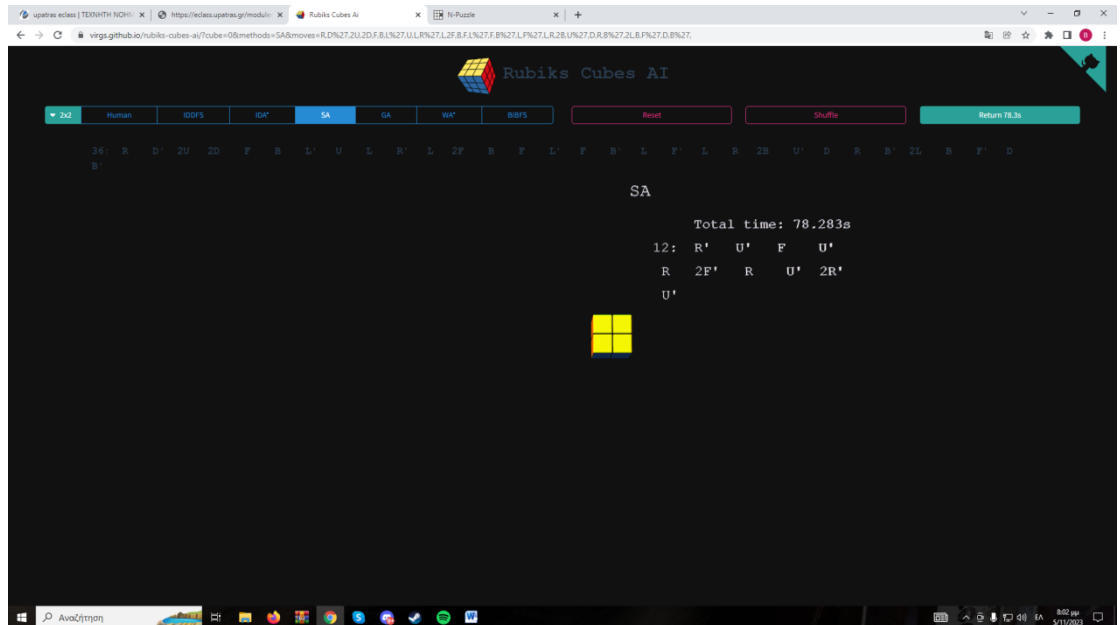 upatras eclass | ΤΕΧΝΗΤΗ ΝΟΗΜ
https://eclass.upatras.gr/module
Rubiks Cubes Ai
N-Puzzle
virgs.github.io/rubiks-cubes-ai/?cube=0&methods=SA&moves=R,D%27,2U,2D,F,B,L%27,U,L,R%27,L,2F,B,F,L%27,F,B%27,L,F%27,L,R,2B,U%27,D,R,B%27,2L,B,F%27,D,B%27,
Rubiks Cubes AI
2x2 Human IDDFS IDA* SA GA WA* BIBFS Reset Shuffle Return 78.3s
36: R D' 2U 2D F B L' U L R' L 2F B F L' F B' L F' L R 2B U' D R B' 2L B F' D
B'
SA
Total time: 78.283s
12: R' U' F U'
R 2F' R U' 2R'
U'
Αναζήτηση
ΕΛ
8:02 μμ
5/11/2023